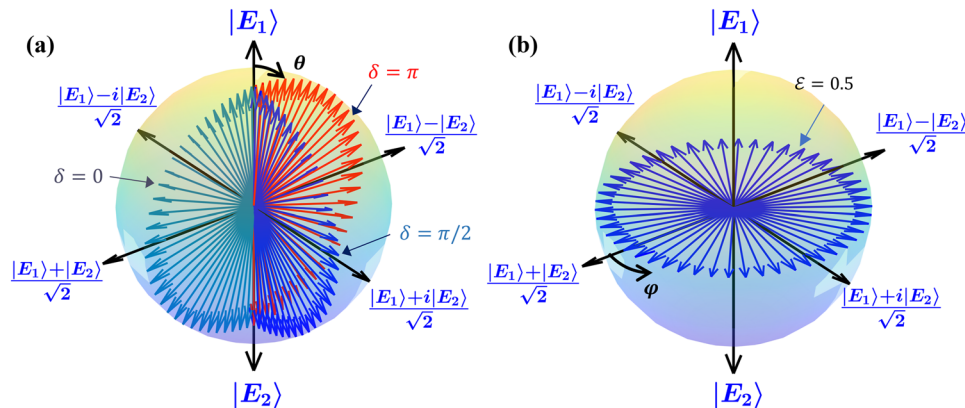 (a)
|E₁⟩
θ
δ = π
|E₁⟩−i|E₂⟩
√2
|E₁⟩−|E₂⟩
√2
δ = 0
δ = π/2
|E₁⟩+|E₂⟩
√2
|E₁⟩+i|E₂⟩
√2
|E₂⟩
(b)
|E₁⟩
ℰ = 0.5
|E₁⟩−i|E₂⟩
√2
|E₁⟩−|E₂⟩
√2
|E₁⟩+|E₂⟩
√2
φ
|E₁⟩+i|E₂⟩
√2
|E₂⟩